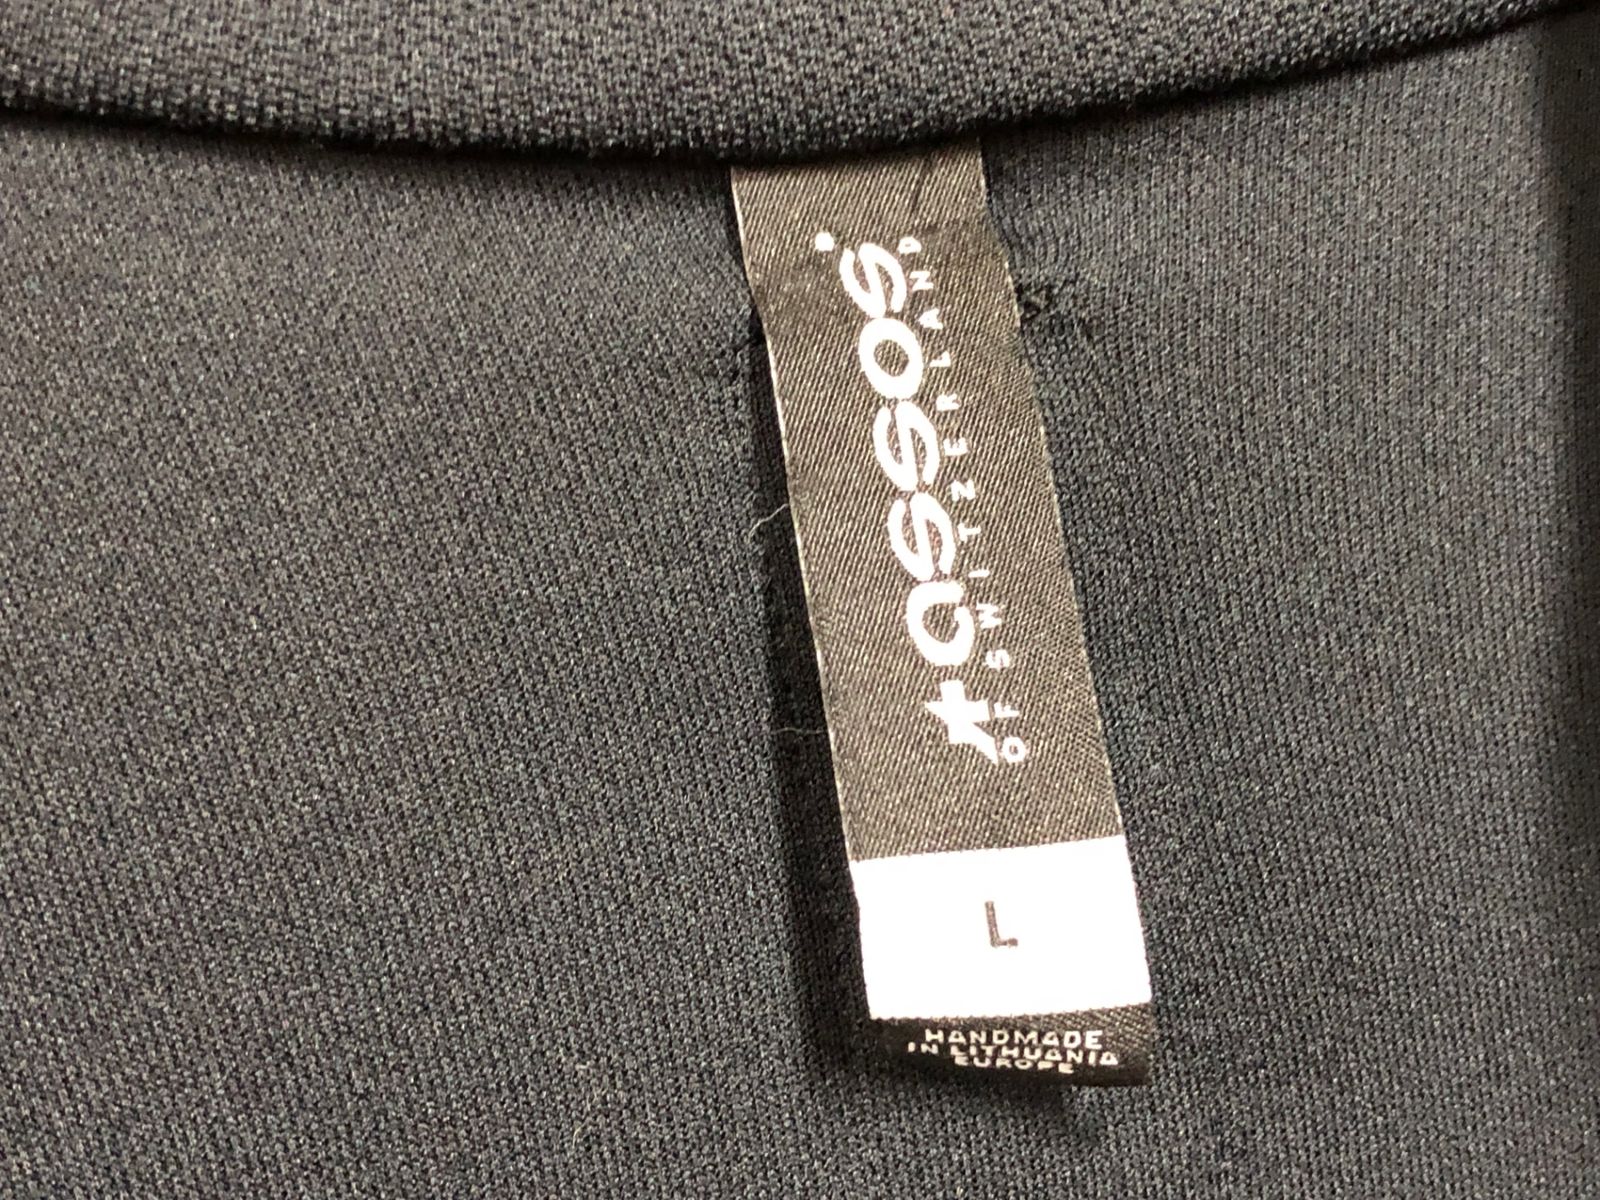 assos®
OF SWITZERLAND
L
HANDMADE
IN LITHUANIA
EUROPE